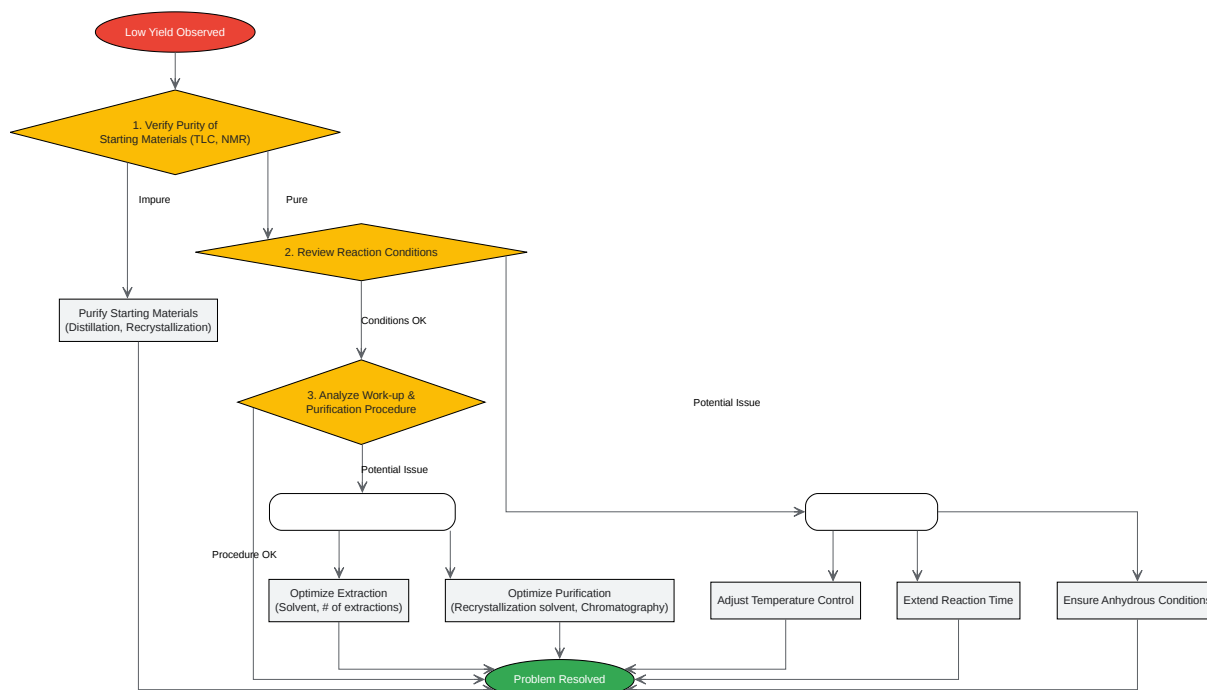 Low Yield Observed
1. Verify Purity of
Starting Materials (TLC, NMR)
Impure
Pure
2. Review Reaction Conditions
Purify Starting Materials
(Distillation, Recrystallization)
Conditions OK
3. Analyze Work-up &
Purification Procedure
Potential Issue
Potential Issue
Procedure OK
Optimize Extraction
(Solvent, # of extractions)
Optimize Purification
(Recrystallization solvent, Chromatography)
Adjust Temperature Control
Extend Reaction Time
Ensure Anhydrous Conditions
Problem Resolved